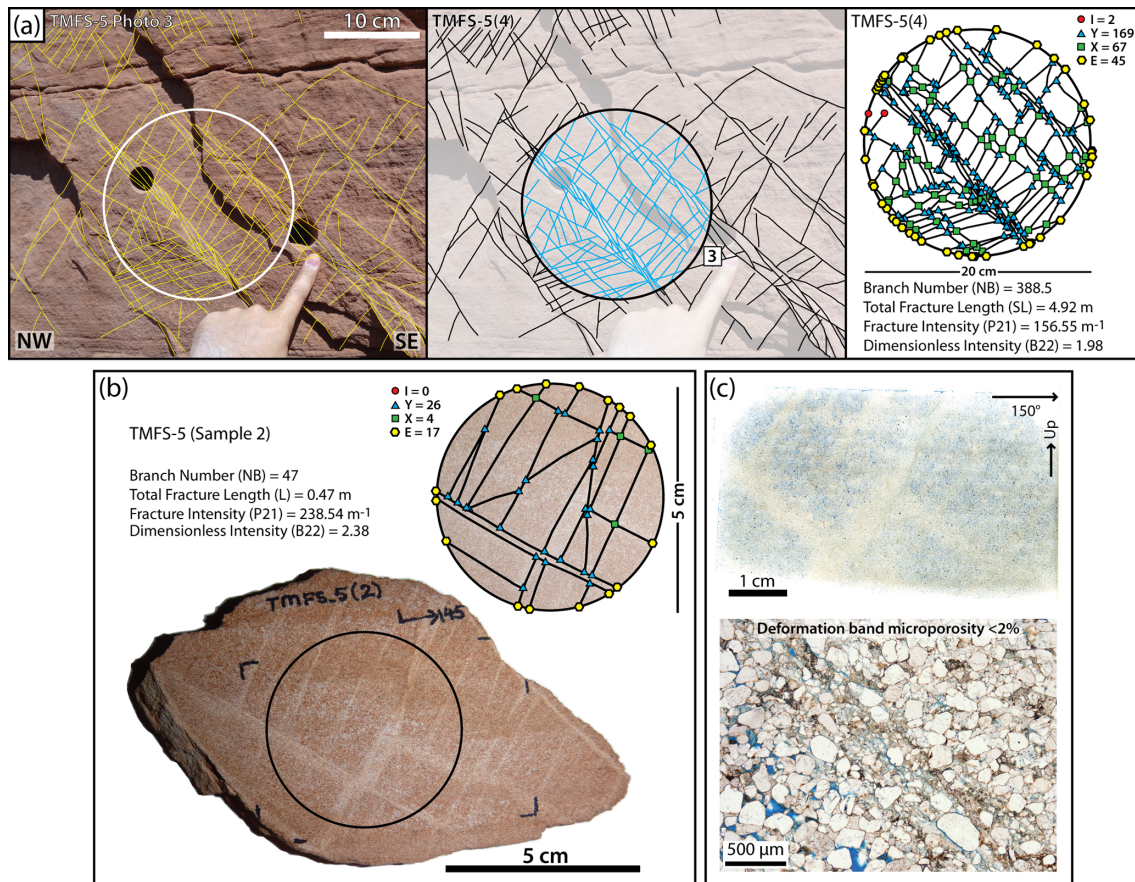 (a)
TMFS-5 Photo 3
10 cm
NW
SE
TMFS-5(4)
3
TMFS-5(4)
I = 2
Y = 169
X = 67
E = 45
20 cm
Branch Number (NB) = 388.5
Total Fracture Length (SL) = 4.92 m
Fracture Intensity (P21) = 156.55 m-1
Dimensionless Intensity (B22) = 1.98
(b)
I = 0
Y = 26
X = 4
E = 17
TMFS-5 (Sample 2)
Branch Number (NB) = 47
Total Fracture Length (L) = 0.47 m
Fracture Intensity (P21) = 238.54 m-1
Dimensionless Intensity (B22) = 2.38
5 cm
TMFS-5(2)
145
5 cm
(c)
150°
Up
1 cm
Deformation band microporosity <2%
500 µm